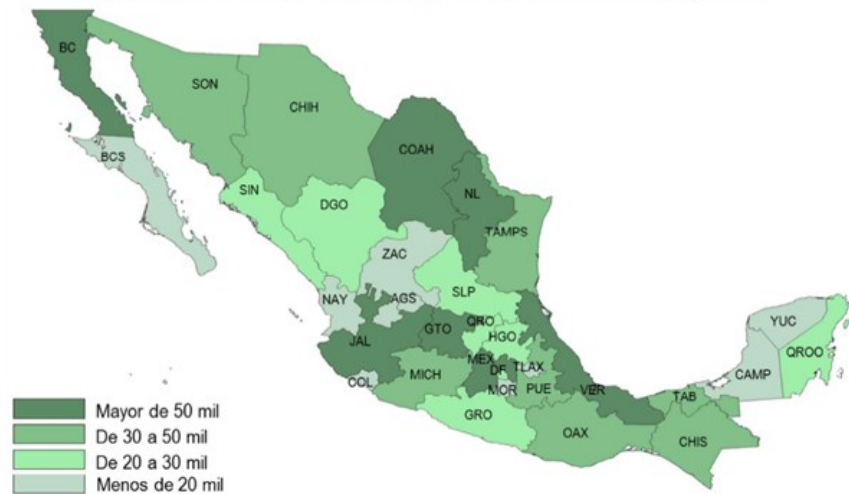 BC
SON
CHIH
COAH
BCS
SIN
NL
DGO
TAMPS
ZAC
NAY
AGS
SLP
QRO
GTO
HGO
JAL
YUC
QROO
MEX
DF
TLAX
CAMP
COL
MICH
MOR
PUE
VER
TAB
GRO
OAX
CHIS
Mayor de 50 mil
De 30 a 50 mil
De 20 a 30 mil
Menos de 20 mil